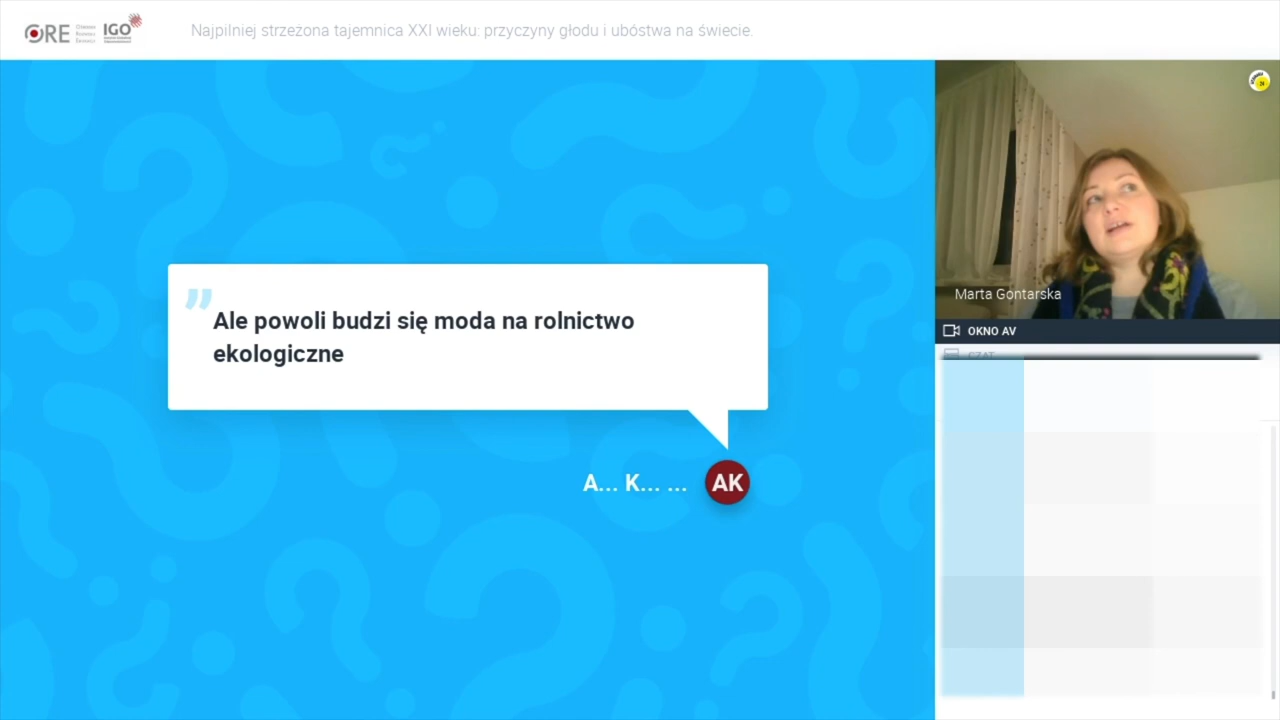 ORE
IGO
Najpilniej strzeżona tajemnica XXI wieku: przyczyny głodu i ubóstwa na świecie.
Marta Gontarska
OKNO AV
CZAT
Ale powoli budzi się moda na rolnictwo
ekologiczne
A... K... ...
AK